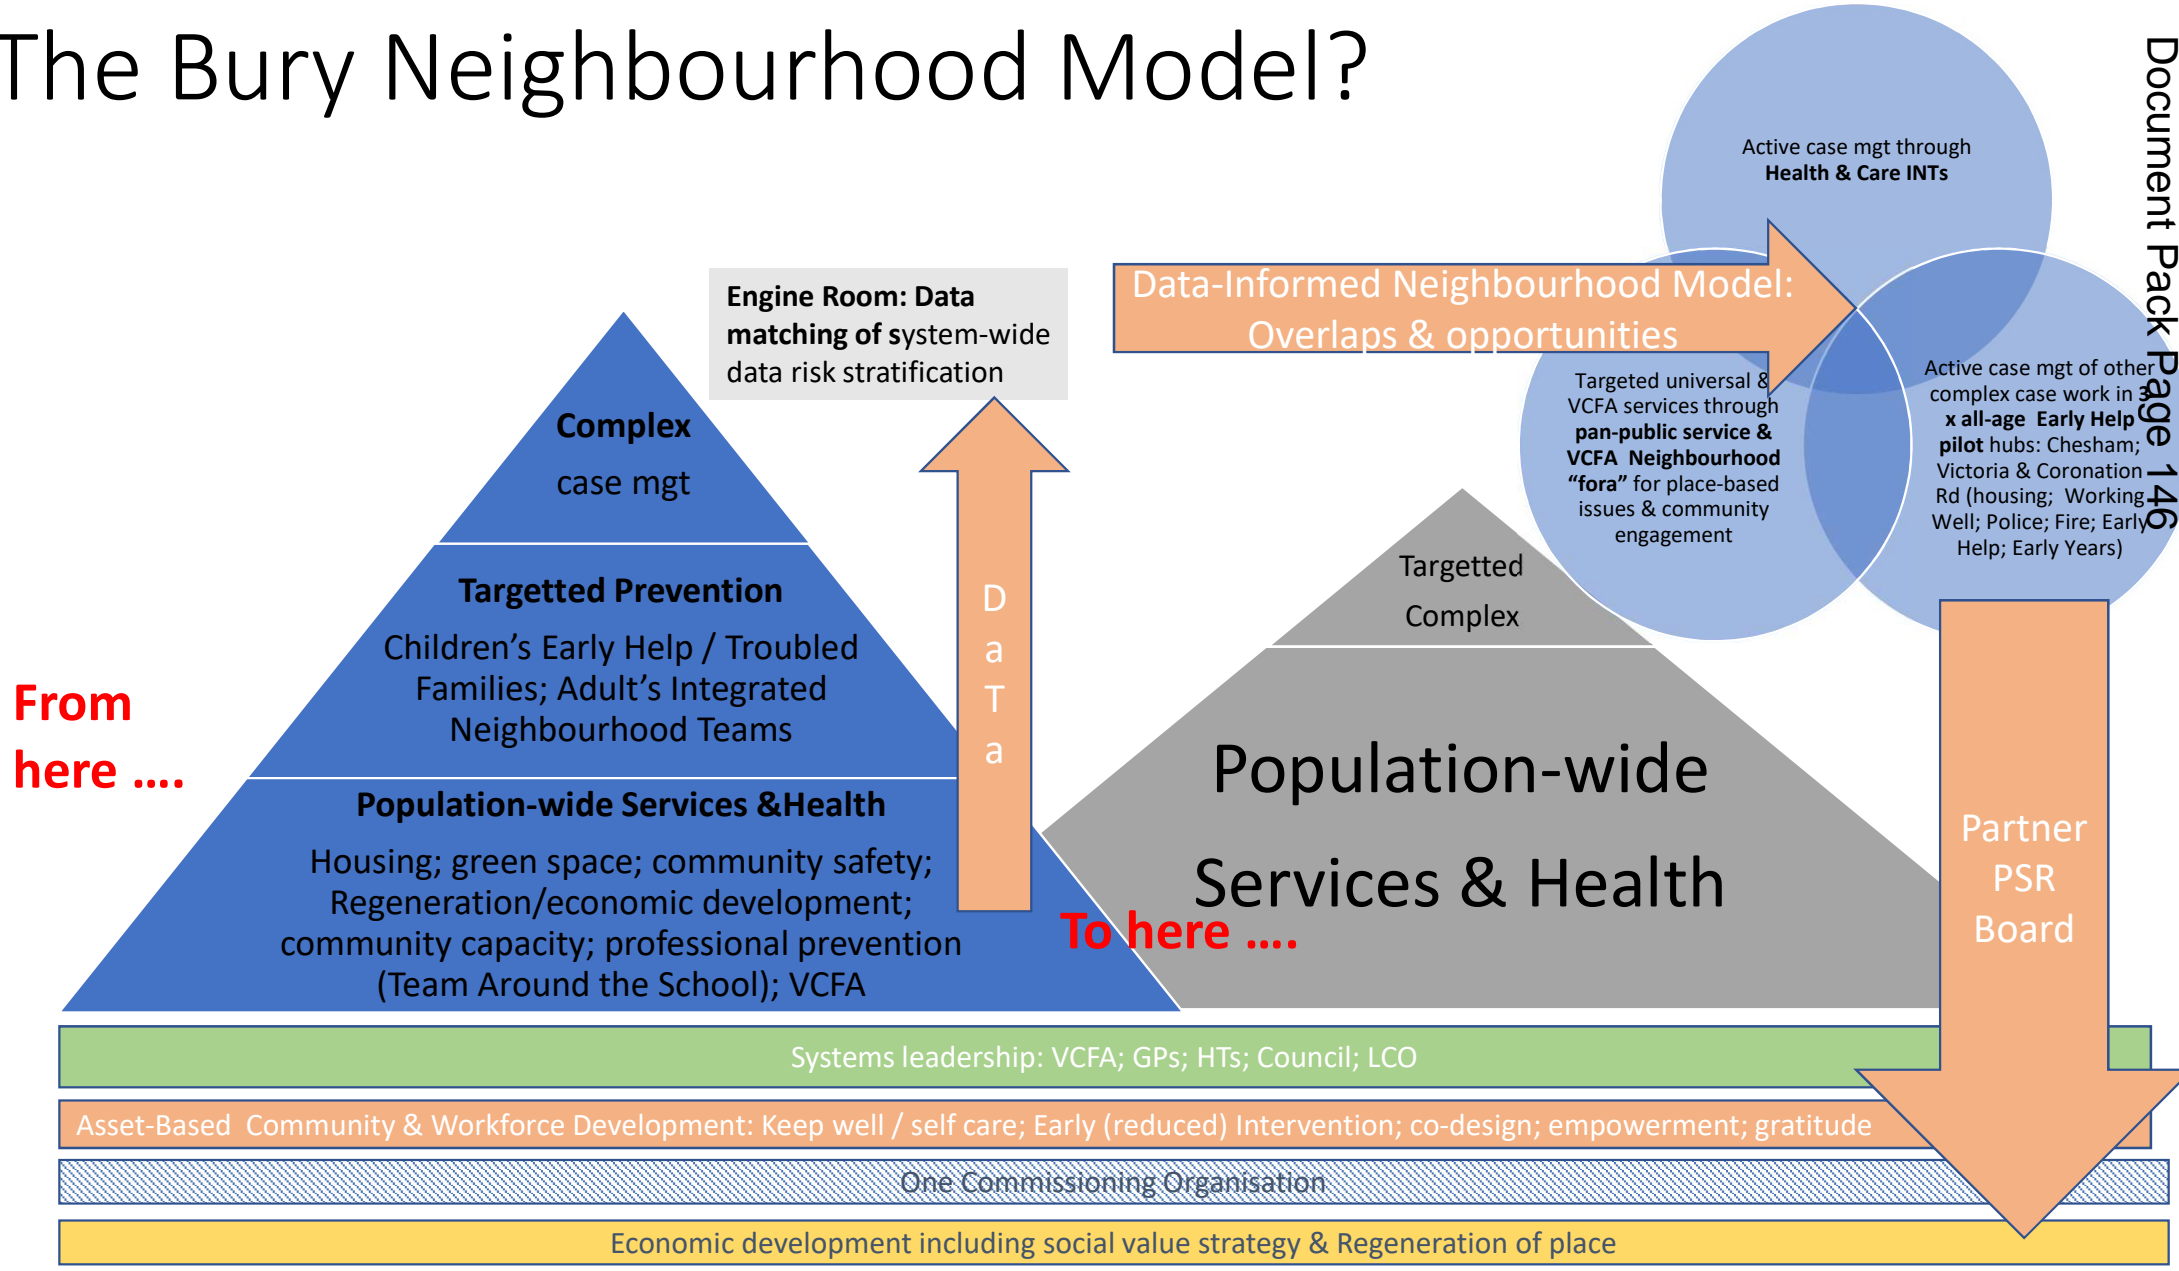 The Bury Neighbourhood Model?
Document Pack Page 146
Active case mgt through
Health & Care INTs
Engine Room: Data
matching of system-wide
data risk stratification
Data-Informed Neighbourhood Model:
Overlaps & opportunities
Targeted universal &
VCFA services through
pan-public service &
VCFA Neighbourhood
“fora” for place-based
issues & community
engagement
Active case mgt of other
complex case work in 3
x all-age Early Help
pilot hubs: Chesham;
Victoria & Coronation
Rd (housing; Working
Well; Police; Fire; Early
Help; Early Years)
Complex
case mgt
Targetted Prevention
Children’s Early Help / Troubled
Families; Adult’s Integrated
Neighbourhood Teams
Population-wide Services &Health
Housing; green space; community safety;
Regeneration/economic development;
community capacity; professional prevention
(Team Around the School); VCFA
From
here ....
D
a
T
a
Targetted
Complex
Population-wide
Services & Health
To here ....
Partner
PSR
Board
Systems leadership: VCFA; GPs; HTs; Council; LCO
Asset-Based Community & Workforce Development: Keep well / self care; Early (reduced) Intervention; co-design; empowerment; gratitude
One Commissioning Organisation
Economic development including social value strategy & Regeneration of place